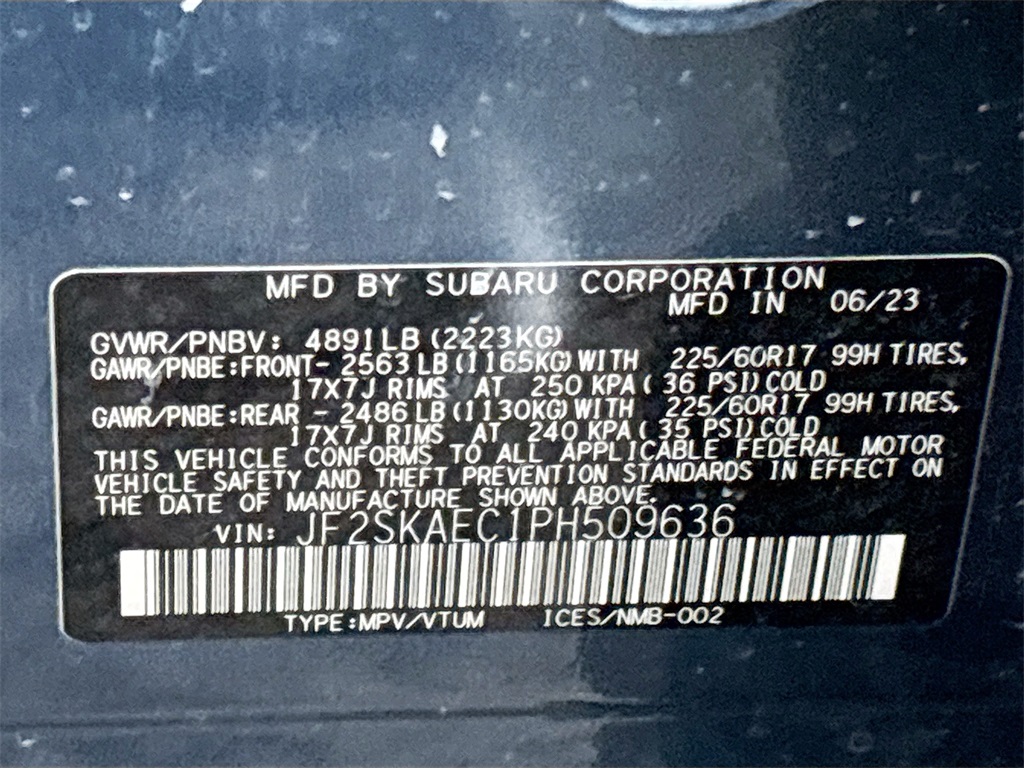 MFD BY SUBARU CORPORATION
MFD IN 06/23
GVWR/PNBV: 4891LB (2223KG)
GAWR/PNBE:FRONT- 2563 LB (1165KG) WITH 225/60R17 99H TIRES,
17X7J RIMS AT 250 KPA ( 36 PSI) COLD
GAWR/PNBE:REAR - 2486 LB (1130KG) WITH 225/60R17 99H TIRES,
17X7J RIMS AT 240 KPA ( 35 PSI) COLD
THIS VEHICLE CONFORMS TO ALL APPLICABLE FEDERAL MOTOR
VEHICLE SAFETY AND THEFT PREVENTION STANDARDS IN EFFECT ON
THE DATE OF MANUFACTURE SHOWN ABOVE.
VIN: JF2SKAEC1PH509636
TYPE:MPV/VTUM ICES/NMB-002